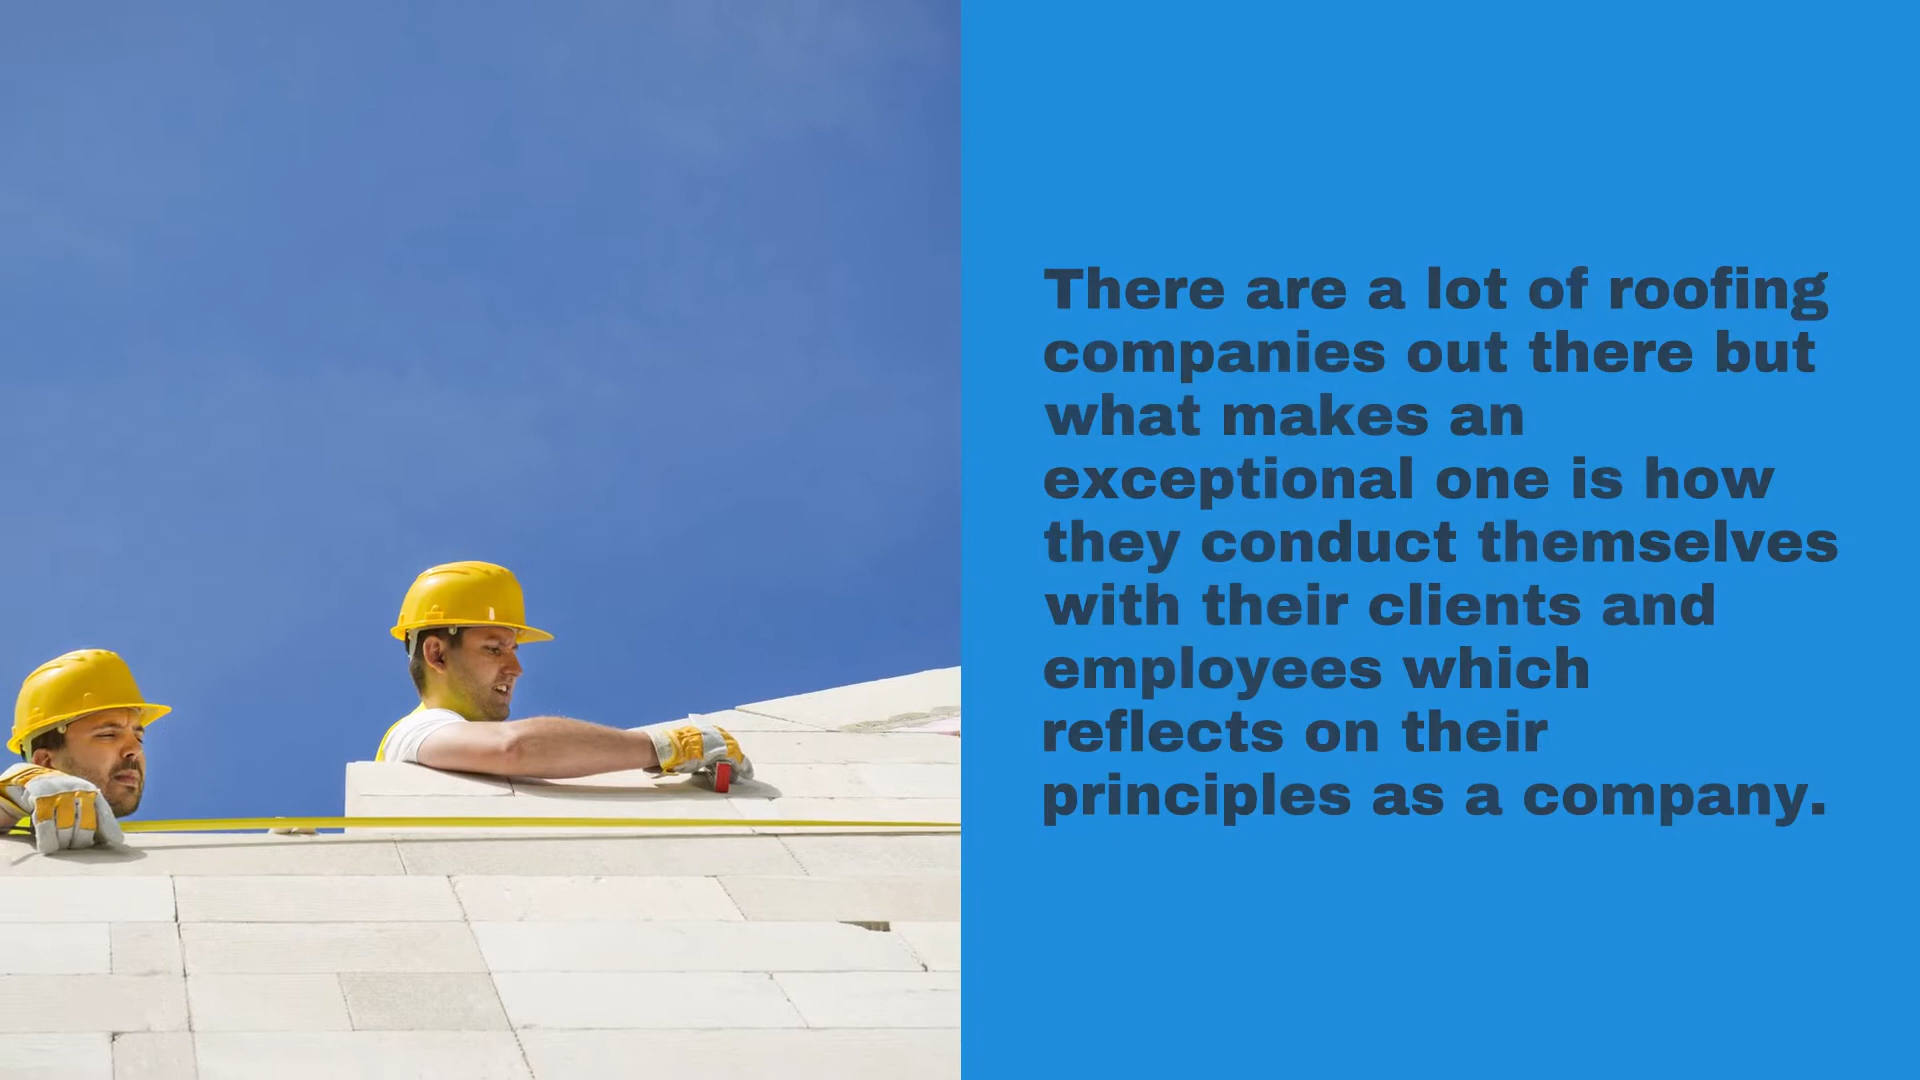 There are a lot of roofing
companies out there but
what makes an
exceptional one is how
they conduct themselves
with their clients and
employees which
reflects on their
principles as a company.